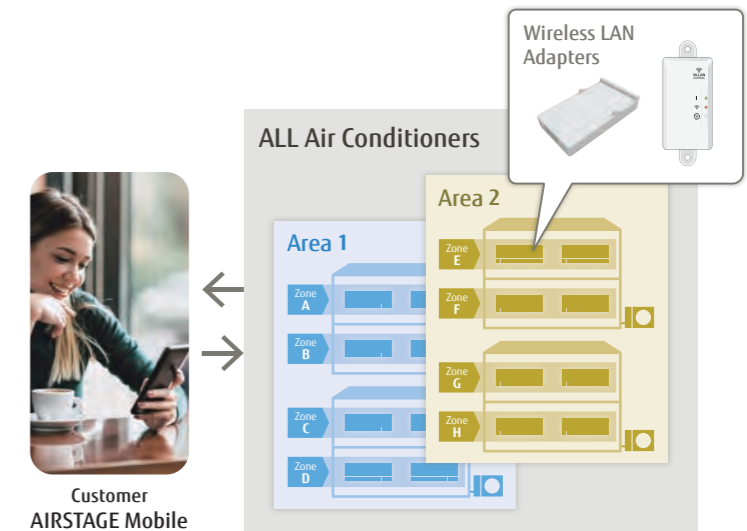 Wireless LAN
Adapters
WLAN
ALL Air Conditioners
Area 2
Zone
E
Zone
F
Zone
G
Zone
H
Area 1
Zone
A
Zone
B
Zone
C
Zone
D
Customer
AIRSTAGE Mobile